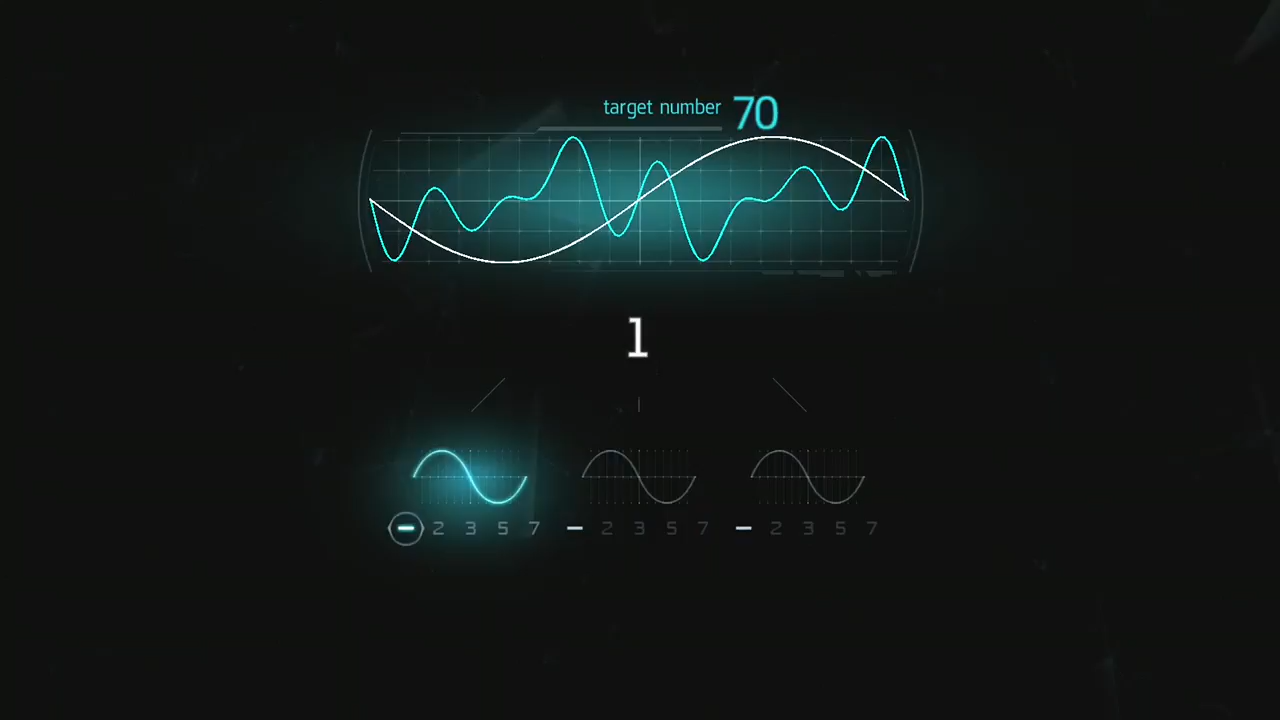 target number 70
1
– 2 3 5 7 – 2 3 5 7 – 2 3 5 7